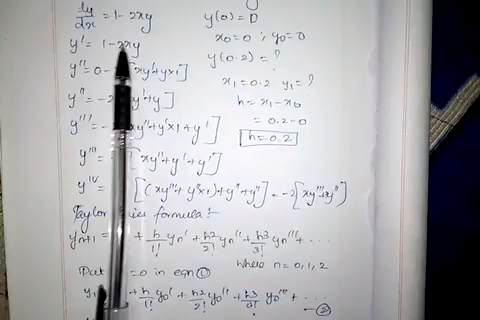 dy/dx = 1-2xy
y(0) = 0
y' = 1-2xy
x0=0 ; y0=0
y'' = 0- [xy'+y×1]
y(0.2) = ?
y'' = -2 y'+y]
x1=0.2 y1=?
h = x1-x0
y''' = - xy''+y'×1+y']
= 0.2-0
h=0.2
y''' = xy''+y'+y']
y'''' = [(xy'''+y''×1)+y''+y''] = -2[xy'''+3y'']
Taylor series formula:-
yn+1 = + h/1! yn' + h2/2! yn'' + h3/3! yn''' + ....
where n=0,1,2
Put =0 in eqn ①
y1 + h/1! y0' + h2/2! y0'' + h3/3! y0''' + ....
—②